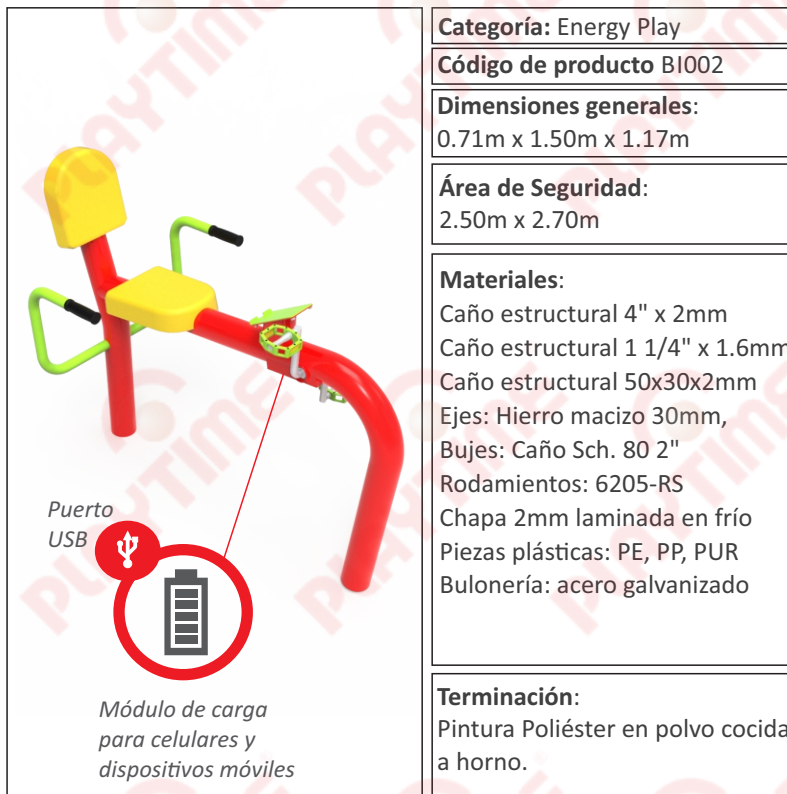 Puerto
USB
Módulo de carga
para celulares y
dispositivos móviles
Categoría: Energy Play
Código de producto BI002
Dimensiones generales:
0.71m x 1.50m x 1.17m
Área de Seguridad:
2.50m x 2.70m
Materiales:
Caño estructural 4" x 2mm
Caño estructural 1 1/4" x 1.6mm
Caño estructural 50x30x2mm
Ejes: Hierro macizo 30mm,
Bujes: Caño Sch. 80 2"
Rodamientos: 6205-RS
Chapa 2mm laminada en frío
Piezas plásticas: PE, PP, PUR
Bulonería: acero galvanizado
Terminación:
Pintura Poliéster en polvo cocida
a horno.
PLAYTIME
PLAYTIME
PLAYTIME
PLAYTIME